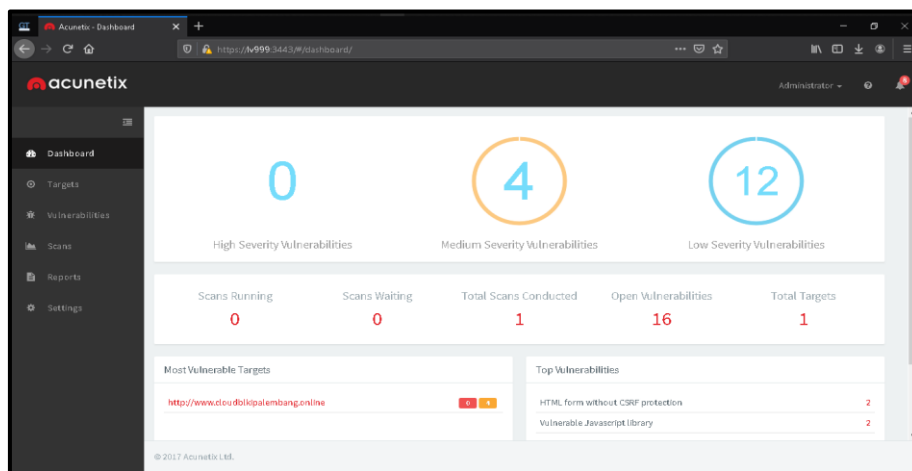 Acunetix - Dashboard
https://lv999:3443/#/dashboard/
acunetix
Administrator
Dashboard
Targets
Vulnerabilities
Scans
Reports
Settings
0
4
12
High Severity Vulnerabilities
Medium Severity Vulnerabilities
Low Severity Vulnerabilities
Scans Running
Scans Waiting
Total Scans Conducted
Open Vulnerabilities
Total Targets
0
0
1
16
1
Most Vulnerable Targets
Top Vulnerabilities
http://www.cloudblkipalembang.online
0
4
HTML form without CSRF protection
2
Vulnerable Javascript library
2
© 2017 Acunetix Ltd.